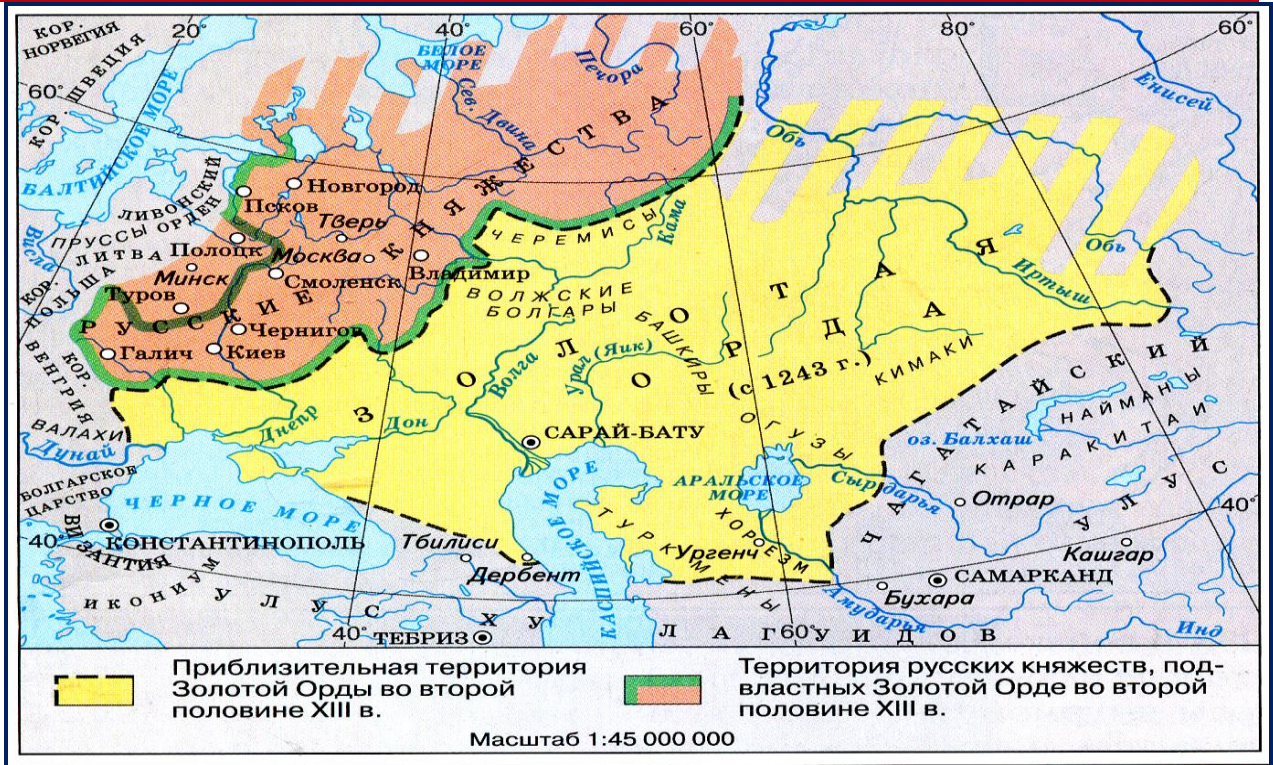 КОР. НОРВЕГИЯ
20°
40°
60°
80°
60°
КОР. ШВЕЦИЯ
60°
БЕЛОЕ МОРЕ
Печора
Сев. Двина
Енисей
Обь
БАЛТИЙСКОЕ МОРЕ
ЛИВОНСКИЙ ОРДЕН
Новгород
Псков
ПРУССЫ
ЛИТВА
Висла
КОР. ПОЛЬША
Полоцк
Тверь
Москва
Минск
Владимир
Смоленск
Туров
РУССКИЕ КНЯЖЕСТВА
Чернигов
Галич
Киев
ЧЕРЕМИСЫ
Кама
ВОЛЖСКИЕ БОЛГАРЫ
БАШКИРЫ
Обь
Иртыш
ЗОЛОТАЯ
ОРДА
(с 1243 г.)
КИМАКИ
Волга
Урал (Яик)
КОР. ВЕНГРИЯ
ВАЛАХИ
Дунай
Днепр
Дон
САРАЙ-БАТУ
ОГУЗЫ
оз. Балхаш
НАЙМАНЫ
КАРАКИТАИ
ЧАГАТАЙСКИЙ
УЛУС
БОЛГАРСКОЕ ЦАРСТВО
ЧЕРНОЕ МОРЕ
АРАЛЬСКОЕ МОРЕ
Сырдарья
Отрар
40°
ВИЗАНТИЯ
КОНСТАНТИНОПОЛЬ
40°
Тбилиси
Дербент
КАСПИЙСКОЕ МОРЕ
ТУРКМЕНЫ
ХОРЕЗМ
Ургенч
Кашгар
САМАРКАНД
Бухара
Амударья
ИКОНИУМ
УЛУС ХУЛАГУИДОВ
40°
ТЕБРИЗ
60°
Инд
Приблизительная территория
Золотой Орды во второй
половине XIII в.
Территория русских княжеств, под-
властных Золотой Орде во второй
половине XIII в.
Масштаб 1:45 000 000